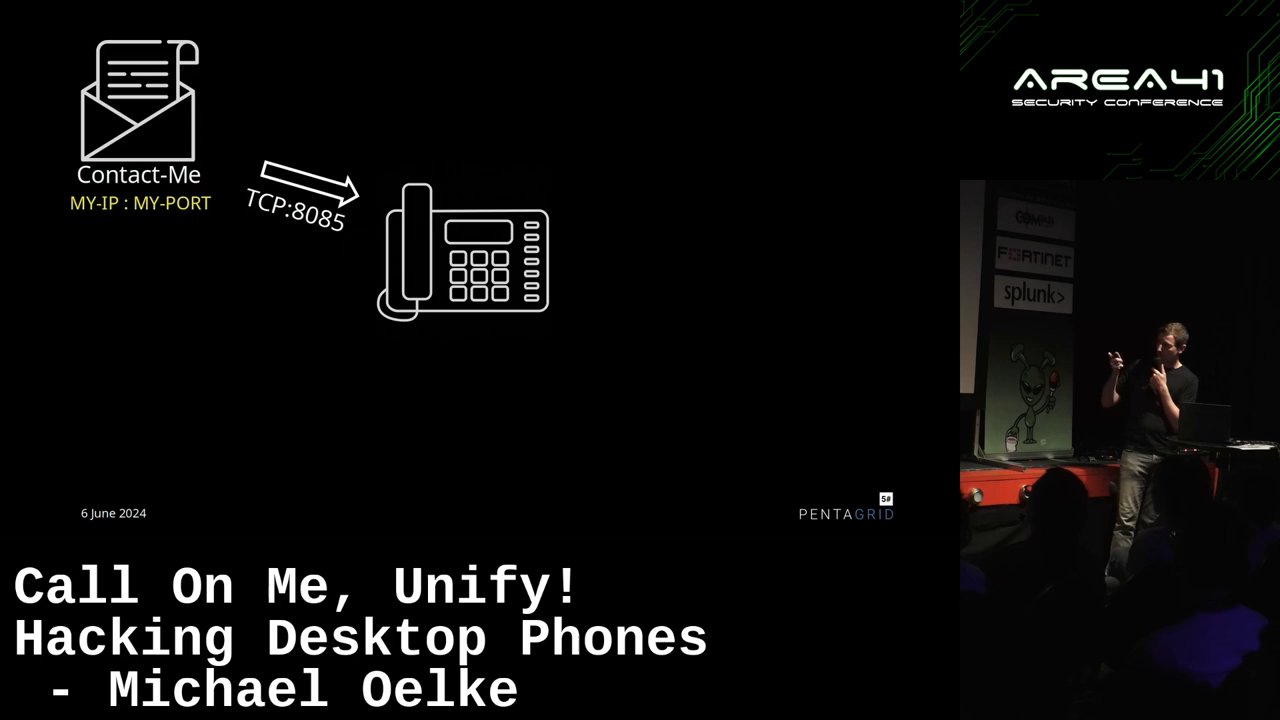 Contact-Me
MY-IP : MY-PORT
TCP:8085
6 June 2024
5#
PENTAGRID
Call On Me, Unify!
Hacking Desktop Phones
- Michael Oelke
AREA41
SECURITY CONFERENCE
FORTINET
splunk>